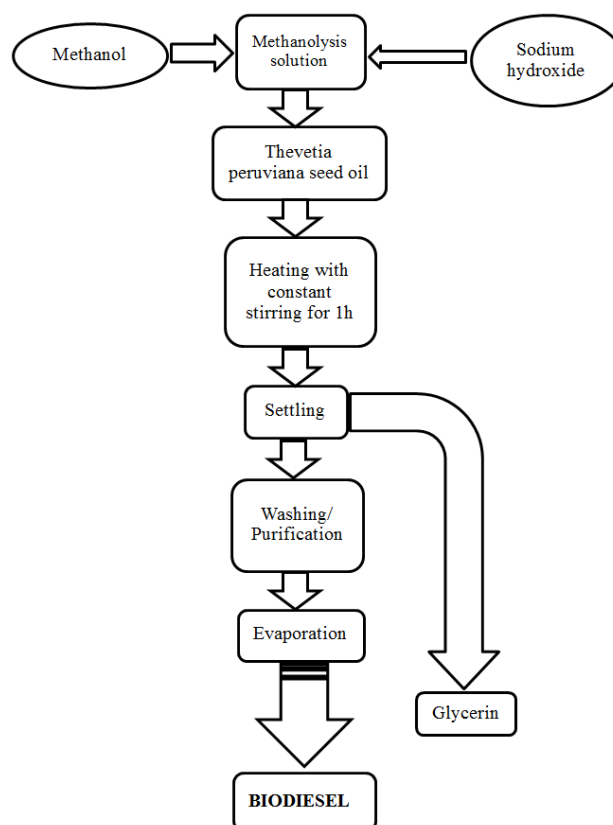 Methanol
Methanolysis
solution
Sodium
hydroxide
Thevetia
peruviana seed oil
Heating with
constant
stirring for 1h
Settling
Washing/
Purification
Evaporation
Glycerin
BIODIESEL